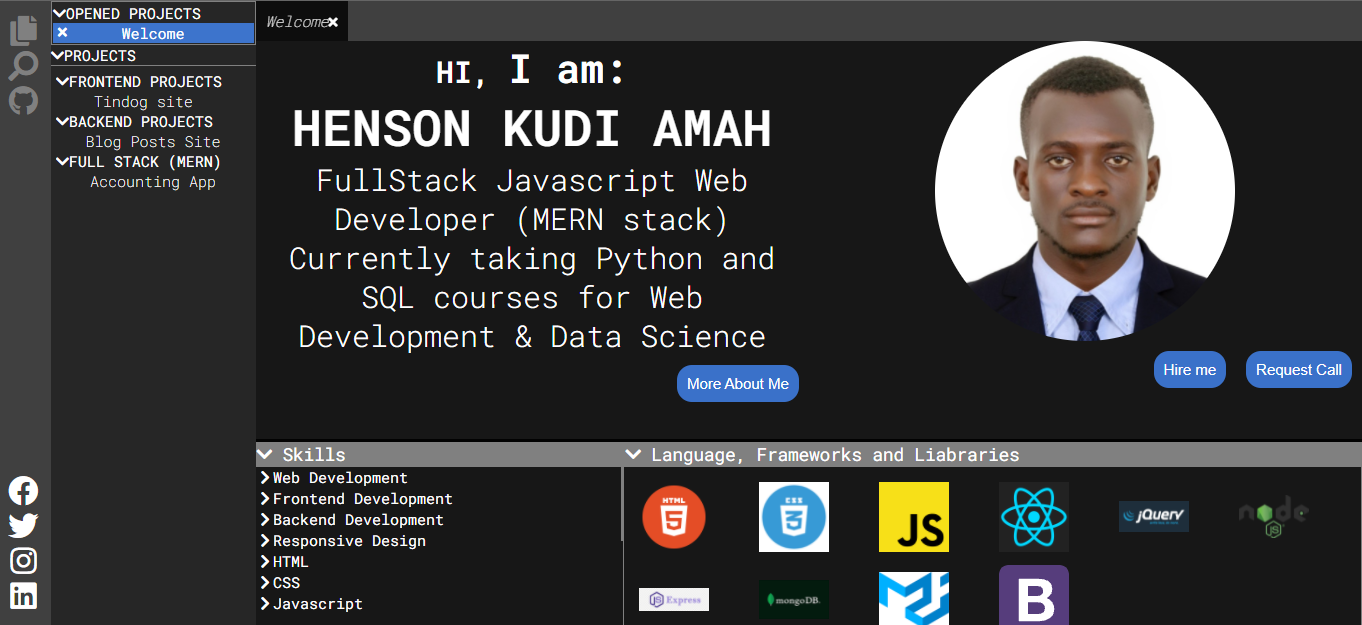 OPENED PROJECTS
Welcome
PROJECTS
FRONTEND PROJECTS
Tindog site
BACKEND PROJECTS
Blog Posts Site
FULL STACK (MERN)
Accounting App
Welcome
HI, I am:
HENSON KUDI AMAH
FullStack Javascript Web
Developer (MERN stack)
Currently taking Python and
SQL courses for Web
Development & Data Science
More About Me
Hire me
Request Call
Skills
Web Development
Frontend Development
Backend Development
Responsive Design
HTML
CSS
Javascript
Language, Frameworks and Liabraries
HTML
5
CSS
3
JS
jQuery
node
JS
JS Express
mongoDB.
B
in